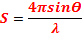 S = 4πsinθ / λ